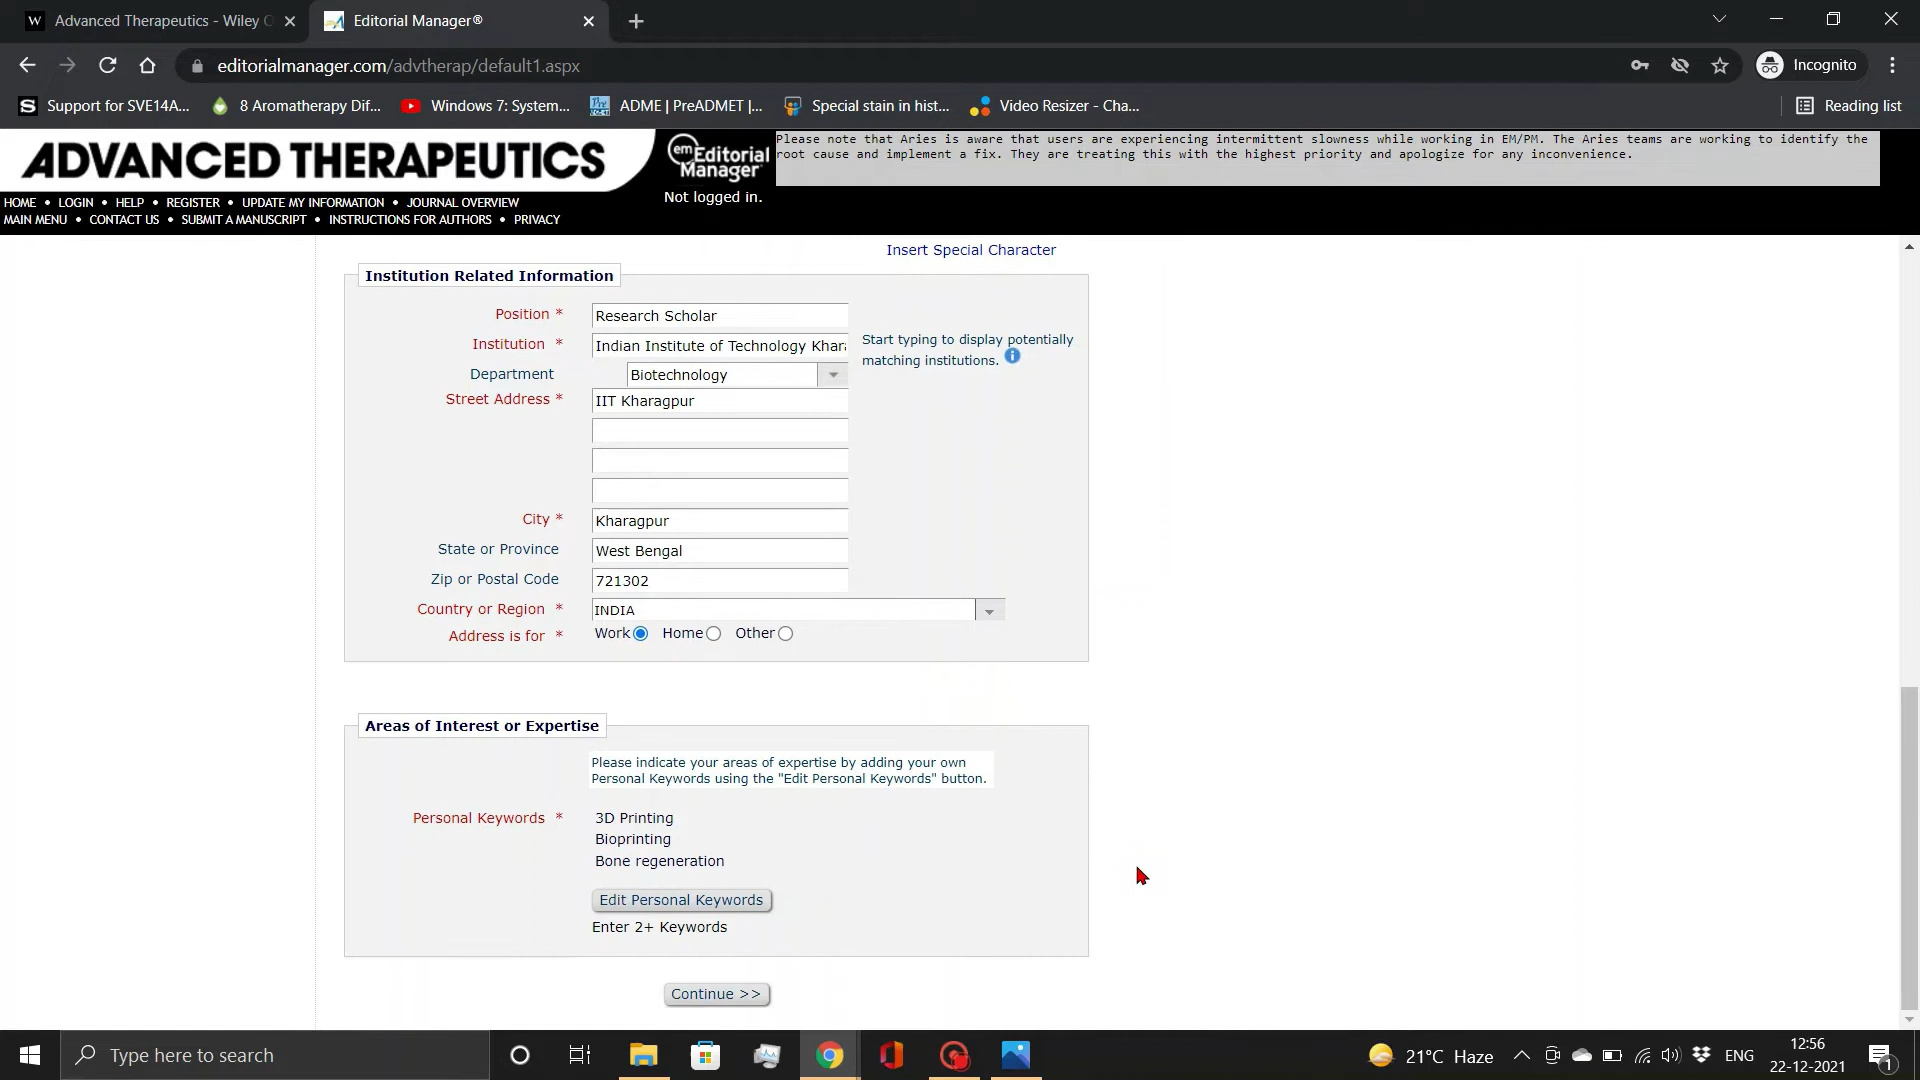 W Advanced Therapeutics - Wiley O
Editorial Manager®
editorialmanager.com/advtherap/default1.aspx
Incognito
S Support for SVE14A...
8 Aromatherapy Dif...
Windows 7: System...
ADME | PreADMET |...
Special stain in hist...
Video Resizer - Cha...
Reading list
ADVANCED THERAPEUTICS
em Editorial
Manager®
Not logged in.
Please note that Aries is aware that users are experiencing intermittent slowness while working in EM/PM. The Aries teams are working to identify the
root cause and implement a fix. They are treating this with the highest priority and apologize for any inconvenience.
HOME • LOGIN • HELP • REGISTER • UPDATE MY INFORMATION • JOURNAL OVERVIEW
MAIN MENU • CONTACT US • SUBMIT A MANUSCRIPT • INSTRUCTIONS FOR AUTHORS • PRIVACY
Insert Special Character
Institution Related Information
Position * Research Scholar
Institution * Indian Institute of Technology Khara
Start typing to display potentially
matching institutions. i
Department Biotechnology
Street Address * IIT Kharagpur
City * Kharagpur
State or Province West Bengal
Zip or Postal Code 721302
Country or Region * INDIA
Address is for * Work Home Other
Areas of Interest or Expertise
Please indicate your areas of expertise by adding your own
Personal Keywords using the "Edit Personal Keywords" button.
Personal Keywords * 3D Printing
Bioprinting
Bone regeneration
Edit Personal Keywords
Enter 2+ Keywords
Continue >>
Type here to search
21°C Haze
ENG
12:56
22-12-2021
1